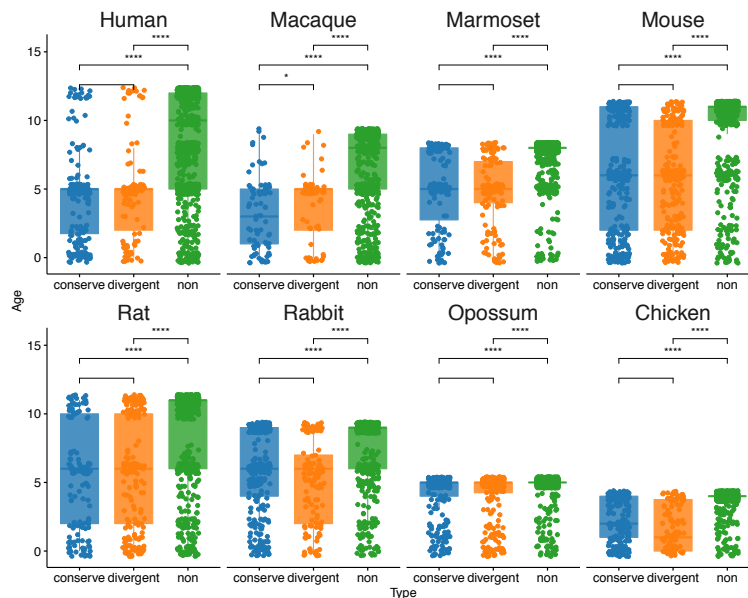 Human Macaque Marmoset Mouse
**** **** **** ****
**** **** **** ****
*
15
10
5
0
conserve divergent non conserve divergent non conserve divergent non conserve divergent non
Age
Rat Rabbit Opossum Chicken
**** **** **** ****
**** **** **** ****
15
10
5
0
conserve divergent non conserve divergent non conserve divergent non conserve divergent non
Type